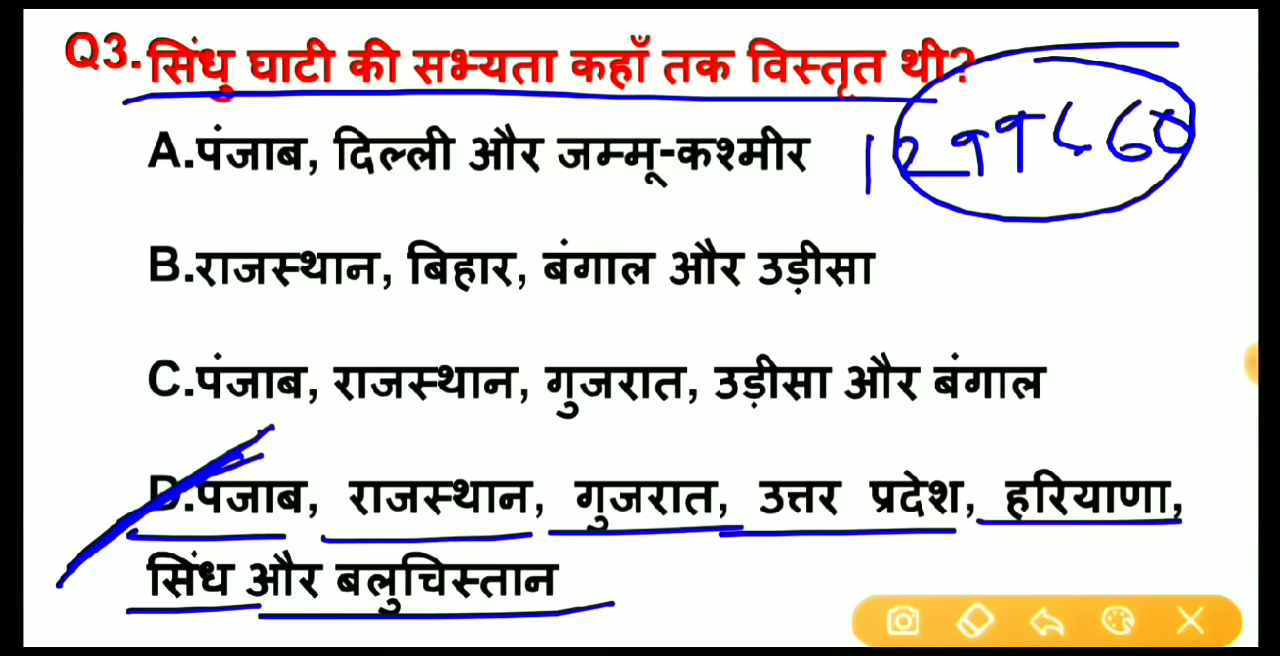 Q3. सिंधु घाटी की सभ्यता कहाँ तक विस्तृत थी?
A.पंजाब, दिल्ली और जम्मू-कश्मीर
1299600
B.राजस्थान, बिहार, बंगाल और उड़ीसा
C.पंजाब, राजस्थान, गुजरात, उड़ीसा और बंगाल
D.पंजाब, राजस्थान, गुजरात, उत्तर प्रदेश, हरियाणा,
सिंध और बलुचिस्तान